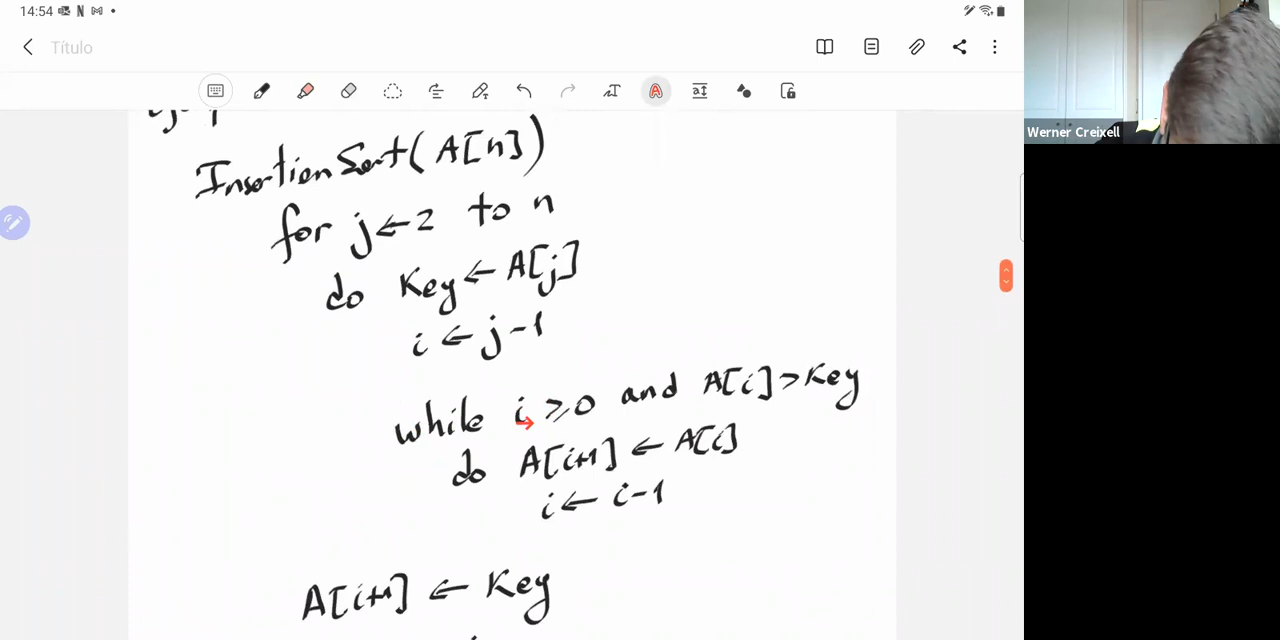 14:54
Título
InsertionSort(A[n])
for j ← 2 to n
do Key ← A[j]
i ← j-1
while i ≥ 0 and A[i] > Key
do A[i+1] ← A[i]
i ← i-1
A[i+1] ← Key
Werner Creixell